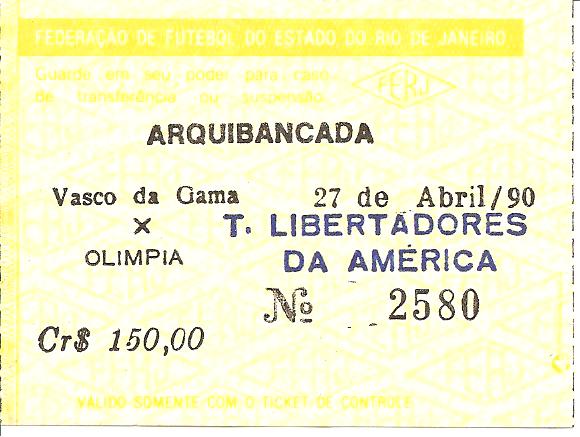 FEDERAÇÃO DE FUTEBOL DO ESTADO DO RIO DE JANEIRO
Guarde em seu poder para caso
de transferência ou suspensão.
FERJ
ARQUIBANCADA
Vasco da Gama 27 de Abril/90
X T. LIBERTADORES
OLIMPIA DA AMÉRICA
Nº 2580
Cr$ 150,00
VÁLIDO SOMENTE COM O TICKET DE CONTROLE